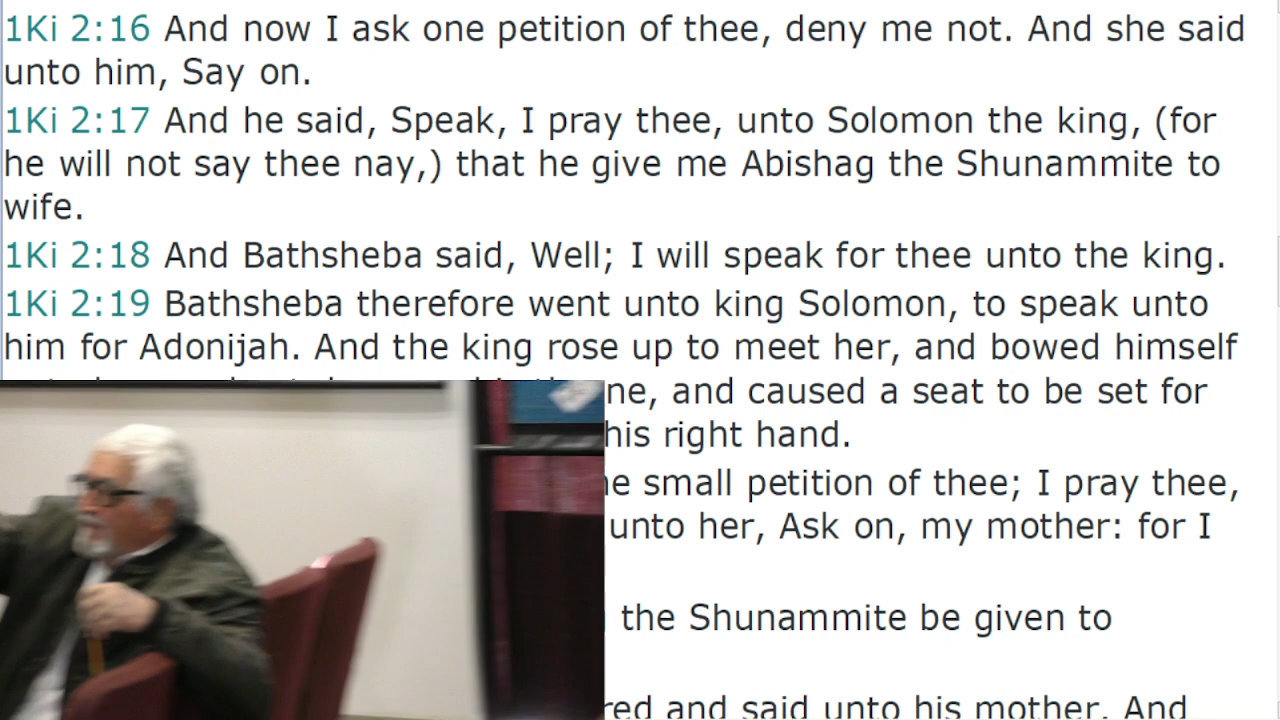 1Ki 2:16 And now I ask one petition of thee, deny me not. And she said
unto him, Say on.
1Ki 2:17 And he said, Speak, I pray thee, unto Solomon the king, (for
he will not say thee nay,) that he give me Abishag the Shunammite to
wife.
1Ki 2:18 And Bathsheba said, Well; I will speak for thee unto the king.
1Ki 2:19 Bathsheba therefore went unto king Solomon, to speak unto
him for Adonijah. And the king rose up to meet her, and bowed himself
ne, and caused a seat to be set for
his right hand.
small petition of thee; I pray thee,
unto her, Ask on, my mother: for I
the Shunammite be given to
red and said unto his mother, And